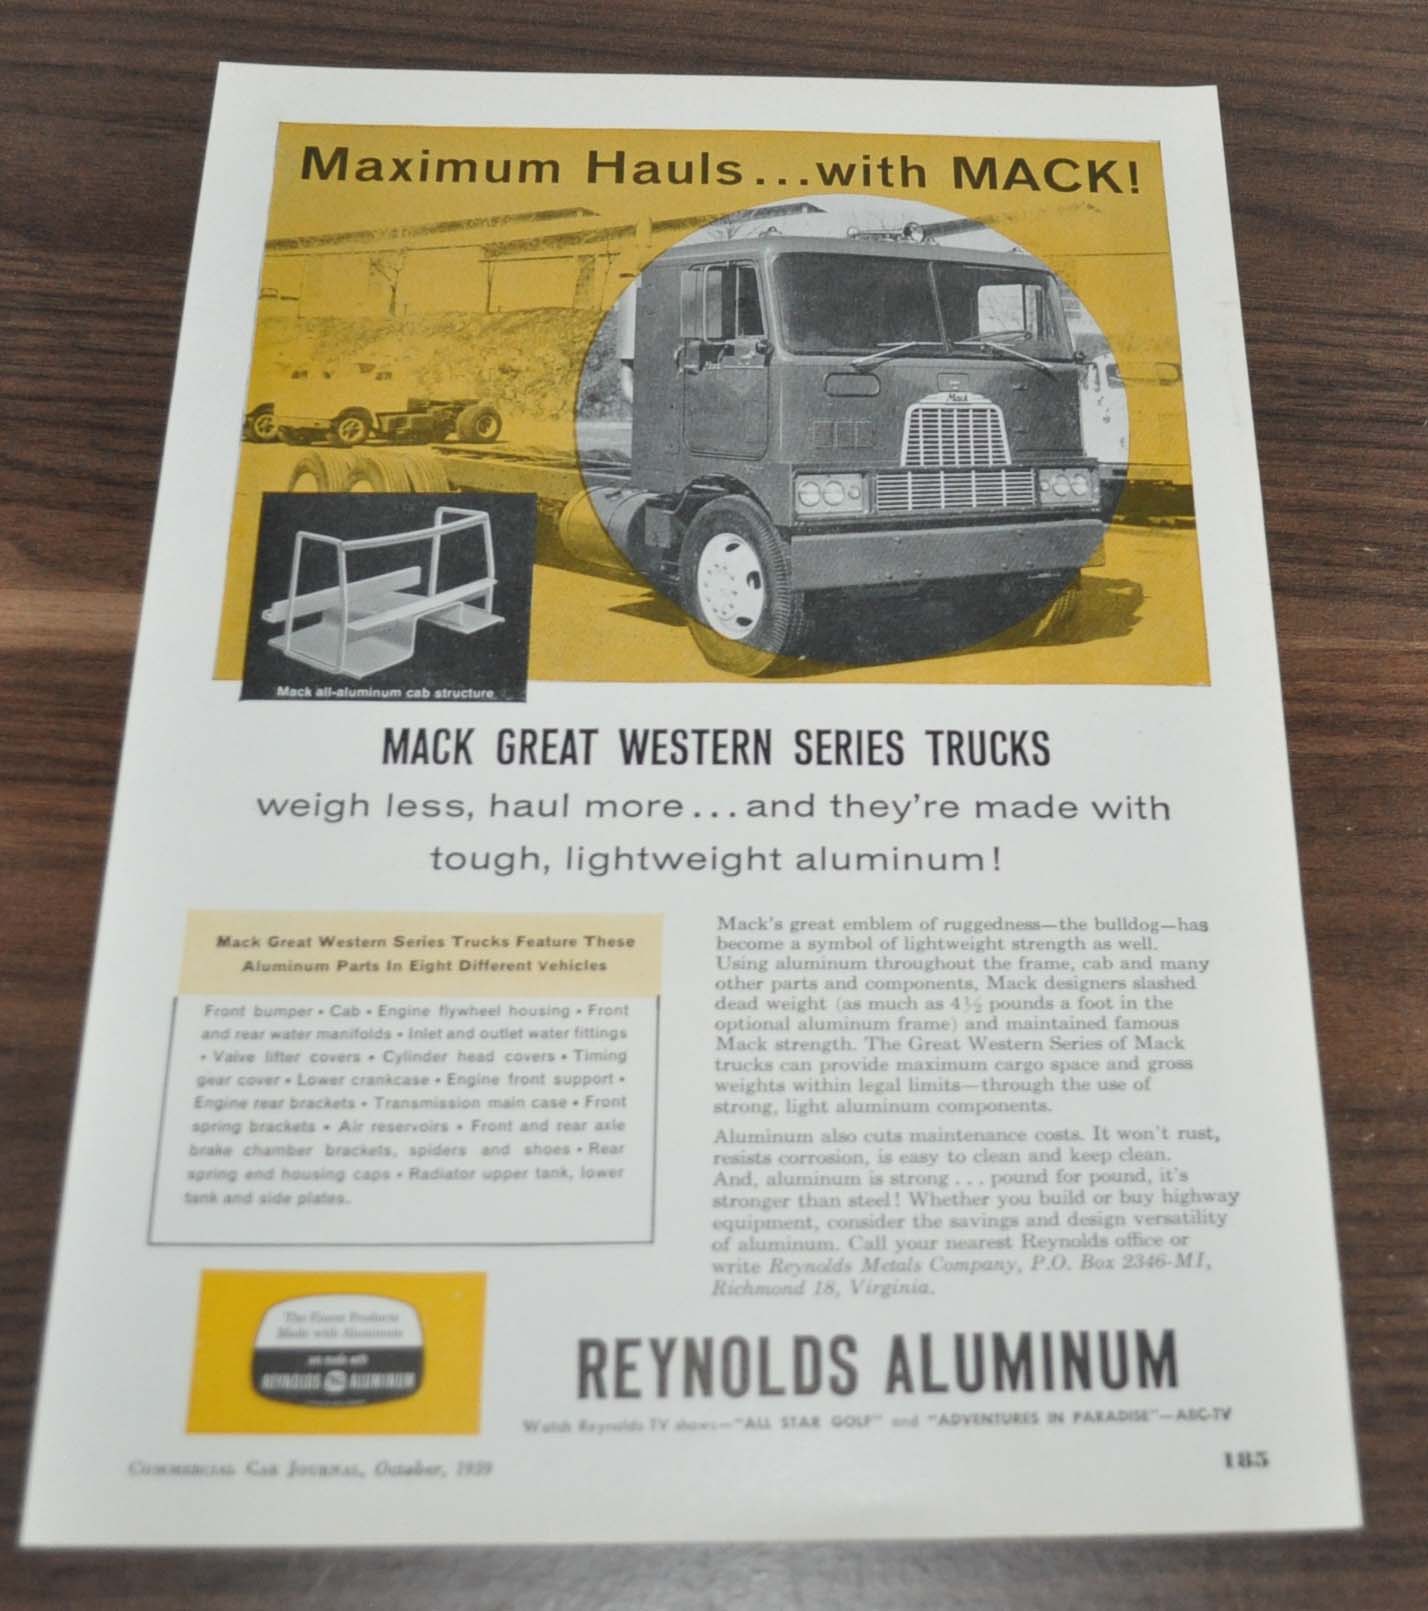 Maximum Hauls...with MACK!
Mack
Mack
Mack all-aluminum cab structure
MACK GREAT WESTERN SERIES TRUCKS
weigh less, haul more...and they're made with
tough, lightweight aluminum!
Mack Great Western Series Trucks Feature These
Aluminum Parts In Eight Different Vehicles
Front bumper • Cab • Engine flywheel housing • Front
and rear water manifolds • Inlet and outlet water fittings
• Valve lifter covers • Cylinder head covers • Timing
gear cover • Lower crankcase • Engine front support •
Engine rear brackets • Transmission main case • Front
spring brackets • Air reservoirs • Front and rear axle
brake chamber brackets, spiders and shoes • Rear
spring end housing caps • Radiator upper tank, lower
tank and side plates.
Mack's great emblem of ruggedness—the bulldog—has
become a symbol of lightweight strength as well.
Using aluminum throughout the frame, cab and many
other parts and components, Mack designers slashed
dead weight (as much as 4½ pounds a foot in the
optional aluminum frame) and maintained famous
Mack strength. The Great Western Series of Mack
trucks can provide maximum cargo space and gross
weights within legal limits—through the use of
strong, light aluminum components.
Aluminum also cuts maintenance costs. It won't rust,
resists corrosion, is easy to clean and keep clean.
And, aluminum is strong . . . pound for pound, it's
stronger than steel! Whether you build or buy highway
equipment, consider the savings and design versatility
of aluminum. Call your nearest Reynolds office or
write Reynolds Metals Company, P.O. Box 2346-MI,
Richmond 18, Virginia.
The Finest Products
Made with Aluminum
are made with
REYNOLDS ALUMINUM
REYNOLDS ALUMINUM
Watch Reynolds TV shows—"ALL STAR GOLF" and "ADVENTURES IN PARADISE"—ABC-TV
COMMERCIAL CAR JOURNAL, October, 1959
185